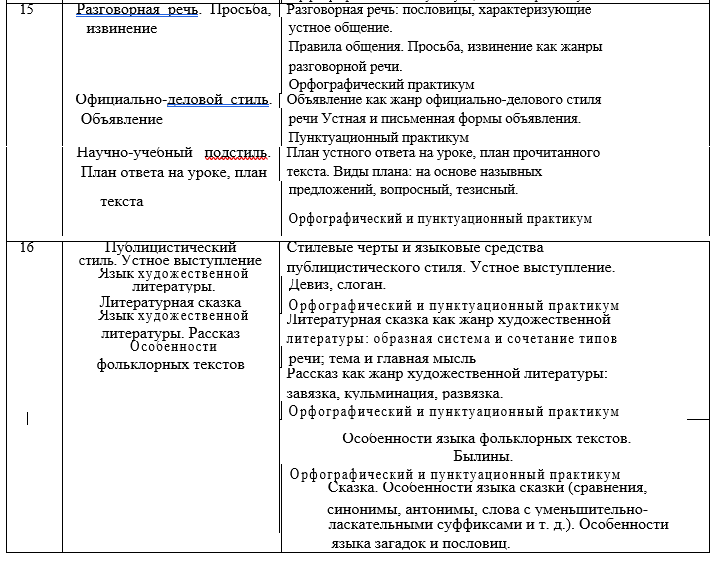 15
Разговорная речь. Просьба,
извинение
Разговорная речь: пословицы, характеризующие
устное общение.
Правила общения. Просьба, извинение как жанры
разговорной речи.
Орфографический практикум
Официально-деловой стиль.
Объявление
Объявление как жанр официально-делового стиля
речи Устная и письменная формы объявления.
Пунктуационный практикум
Научно-учебный подстиль.
План ответа на уроке, план
текста
План устного ответа на уроке, план прочитанного
текста. Виды плана: на основе назывных
предложений, вопросный, тезисный.
Орфографический и пунктуационный практикум
16
Публицистический
стиль. Устное выступление
Язык художественной
литературы.
Литературная сказка
Язык художественной
литературы. Рассказ
Особенности
фольклорных текстов
Стилевые черты и языковые средства
публицистического стиля. Устное выступление.
Девиз, слоган.
Орфографический и пунктуационный практикум
Литературная сказка как жанр художественной
литературы: образная система и сочетание типов
речи; тема и главная мысль
Рассказ как жанр художественной литературы:
завязка, кульминация, развязка.
Орфографический и пунктуационный практикум
Особенности языка фольклорных текстов.
Былины.
Орфографический и пунктуационный практикум
Сказка. Особенности языка сказки (сравнения,
синонимы, антонимы, слова с уменьшительно-
ласкательными суффиксами и т. д.). Особенности
языка загадок и пословиц.